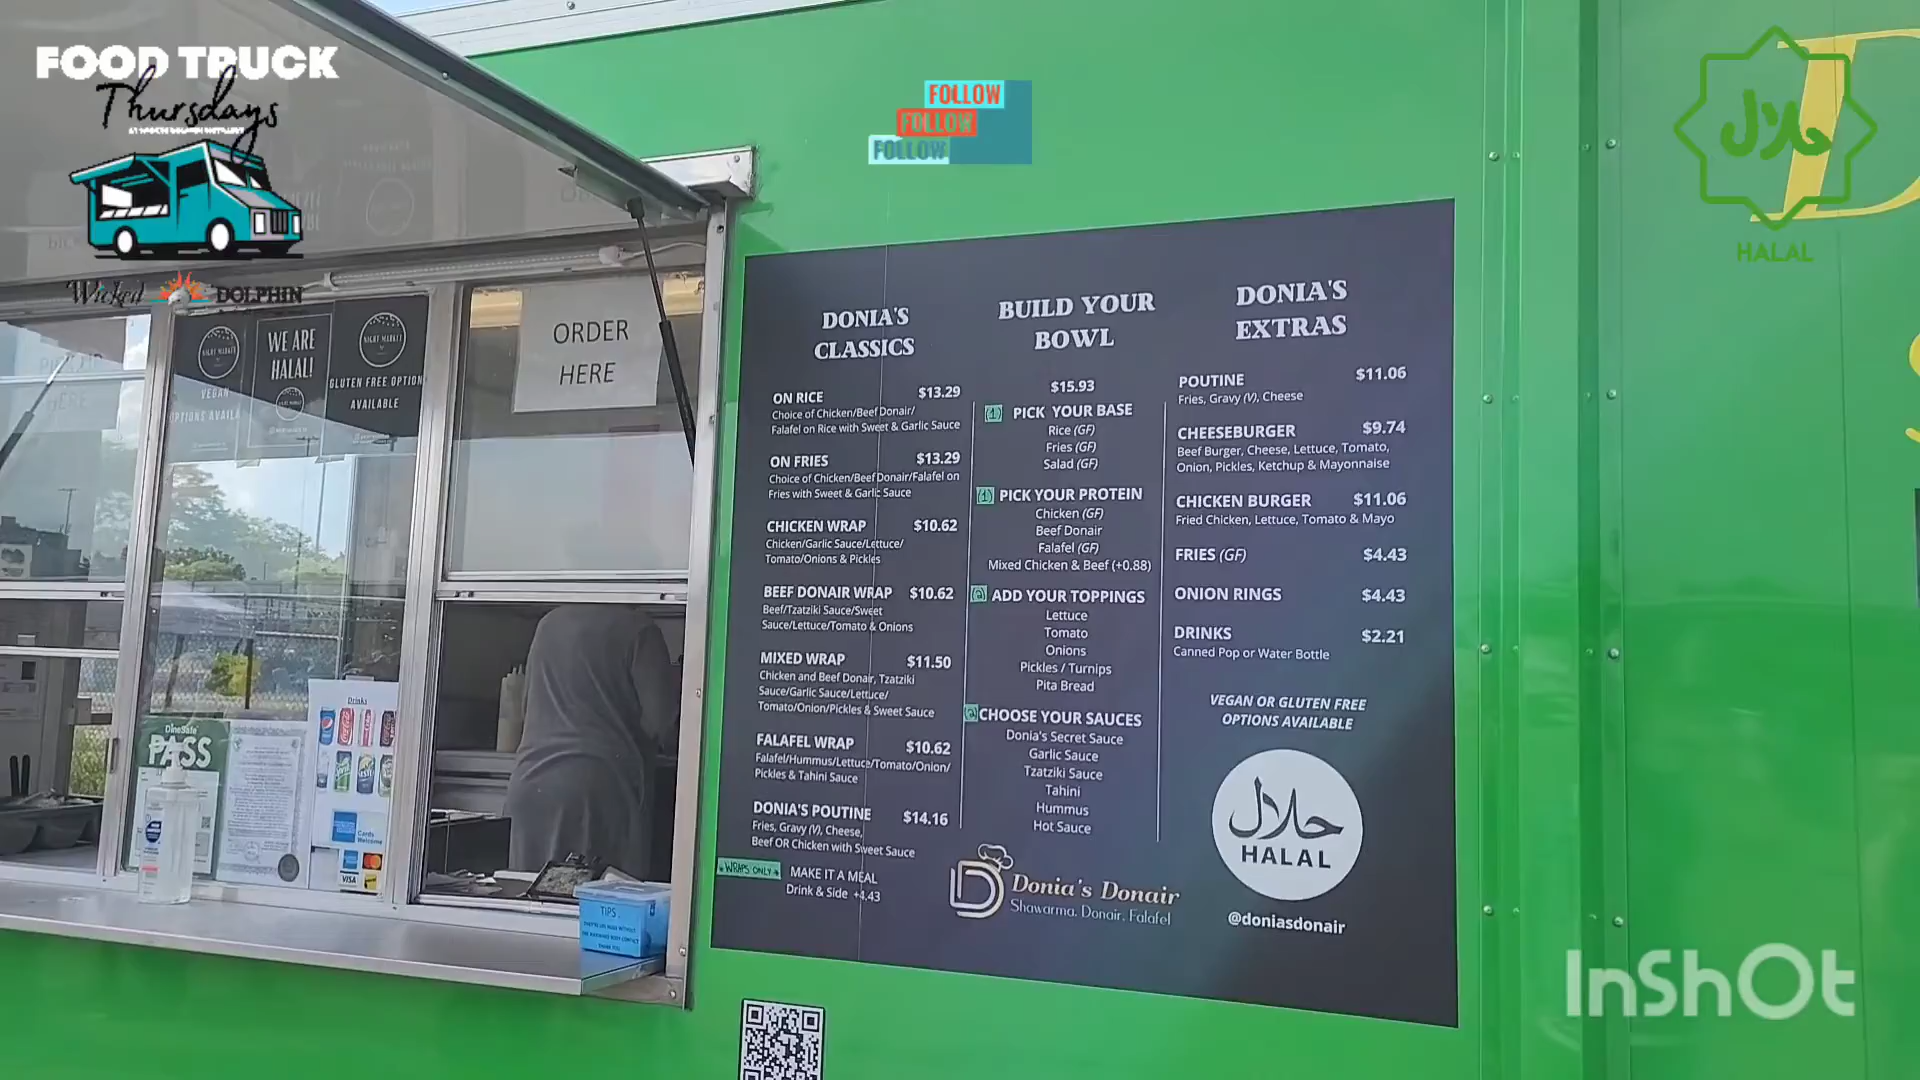 FOOD TRUCK
Thursdays
Wicked DOLPHIN
FOLLOW
FOLLOW
FOLLOW
حلال
HALAL
WE ARE
HALAL!
NIGHT MARKET
VEGAN
OPTIONS AVAILA
NIGHT MARKET
GLUTEN FREE OPTION
AVAILABLE
ORDER
HERE
Drinks
DineSafe
PASS
Cards
Welcome
VISA
TIPS
DONIA'S
CLASSICS
ON RICE $13.29
Choice of Chicken/Beef Donair/
Falafel on Rice with Sweet & Garlic Sauce
ON FRIES $13.29
Choice of Chicken/Beef Donair/Falafel on
Fries with Sweet & Garlic Sauce
CHICKEN WRAP $10.62
Chicken/Garlic Sauce/Lettuce/
Tomato/Onions & Pickles
BEEF DONAIR WRAP $10.62
Beef/Tzatziki Sauce/Sweet
Sauce/Lettuce/Tomato & Onions
MIXED WRAP $11.50
Chicken and Beef Donair, Tzatziki
Sauce/Garlic Sauce/Lettuce/
Tomato/Onion/Pickles & Sweet Sauce
FALAFEL WRAP $10.62
Falafel/Hummus/Lettuce/Tomato/Onion/
Pickles & Tahini Sauce
DONIA'S POUTINE $14.16
Fries, Gravy (V), Cheese,
Beef OR Chicken with Sweet Sauce
*WRAPS ONLY* MAKE IT A MEAL
Drink & Side +4.43
BUILD YOUR
BOWL
$15.93
(1) PICK YOUR BASE
Rice (GF)
Fries (GF)
Salad (GF)
(1) PICK YOUR PROTEIN
Chicken (GF)
Beef Donair
Falafel (GF)
Mixed Chicken & Beef (+0.88)
ADD YOUR TOPPINGS
Lettuce
Tomato
Onions
Pickles / Turnips
Pita Bread
CHOOSE YOUR SAUCES
Donia's Secret Sauce
Garlic Sauce
Tzatziki Sauce
Tahini
Hummus
Hot Sauce
Donia's Donair
Shawarma, Donair, Falafel
DONIA'S
EXTRAS
POUTINE $11.06
Fries, Gravy (V), Cheese
CHEESEBURGER $9.74
Beef Burger, Cheese, Lettuce, Tomato,
Onion, Pickles, Ketchup & Mayonnaise
CHICKEN BURGER $11.06
Fried Chicken, Lettuce, Tomato & Mayo
FRIES (GF) $4.43
ONION RINGS $4.43
DRINKS $2.21
Canned Pop or Water Bottle
VEGAN OR GLUTEN FREE
OPTIONS AVAILABLE
حلال
HALAL
@doniasdonair
InShOt